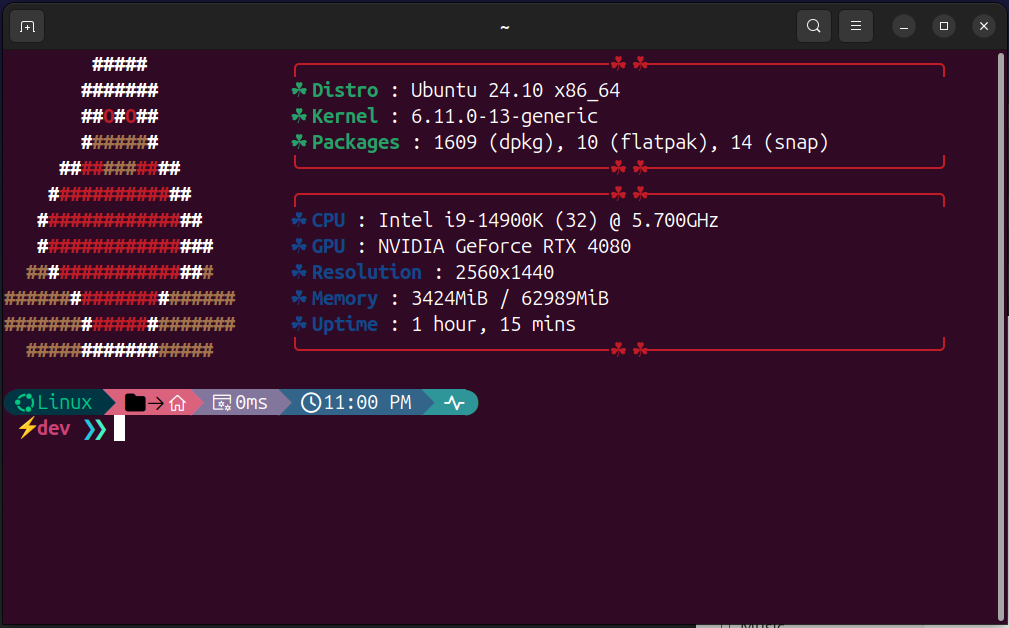 ~
#####
#######
##O#O##
#######
###########
#############
###############
################
#################
#####################
#####################
#################
☘ ☘
☘ Distro : Ubuntu 24.10 x86_64
☘ Kernel : 6.11.0-13-generic
☘ Packages : 1609 (dpkg), 10 (flatpak), 14 (snap)
☘ ☘
☘ ☘
☘ CPU : Intel i9-14900K (32) @ 5.700GHz
☘ GPU : NVIDIA GeForce RTX 4080
☘ Resolution : 2560x1440
☘ Memory : 3424MiB / 62989MiB
☘ Uptime : 1 hour, 15 mins
☘ ☘
Linux → 0ms 11:00 PM
⚡dev ❯❯